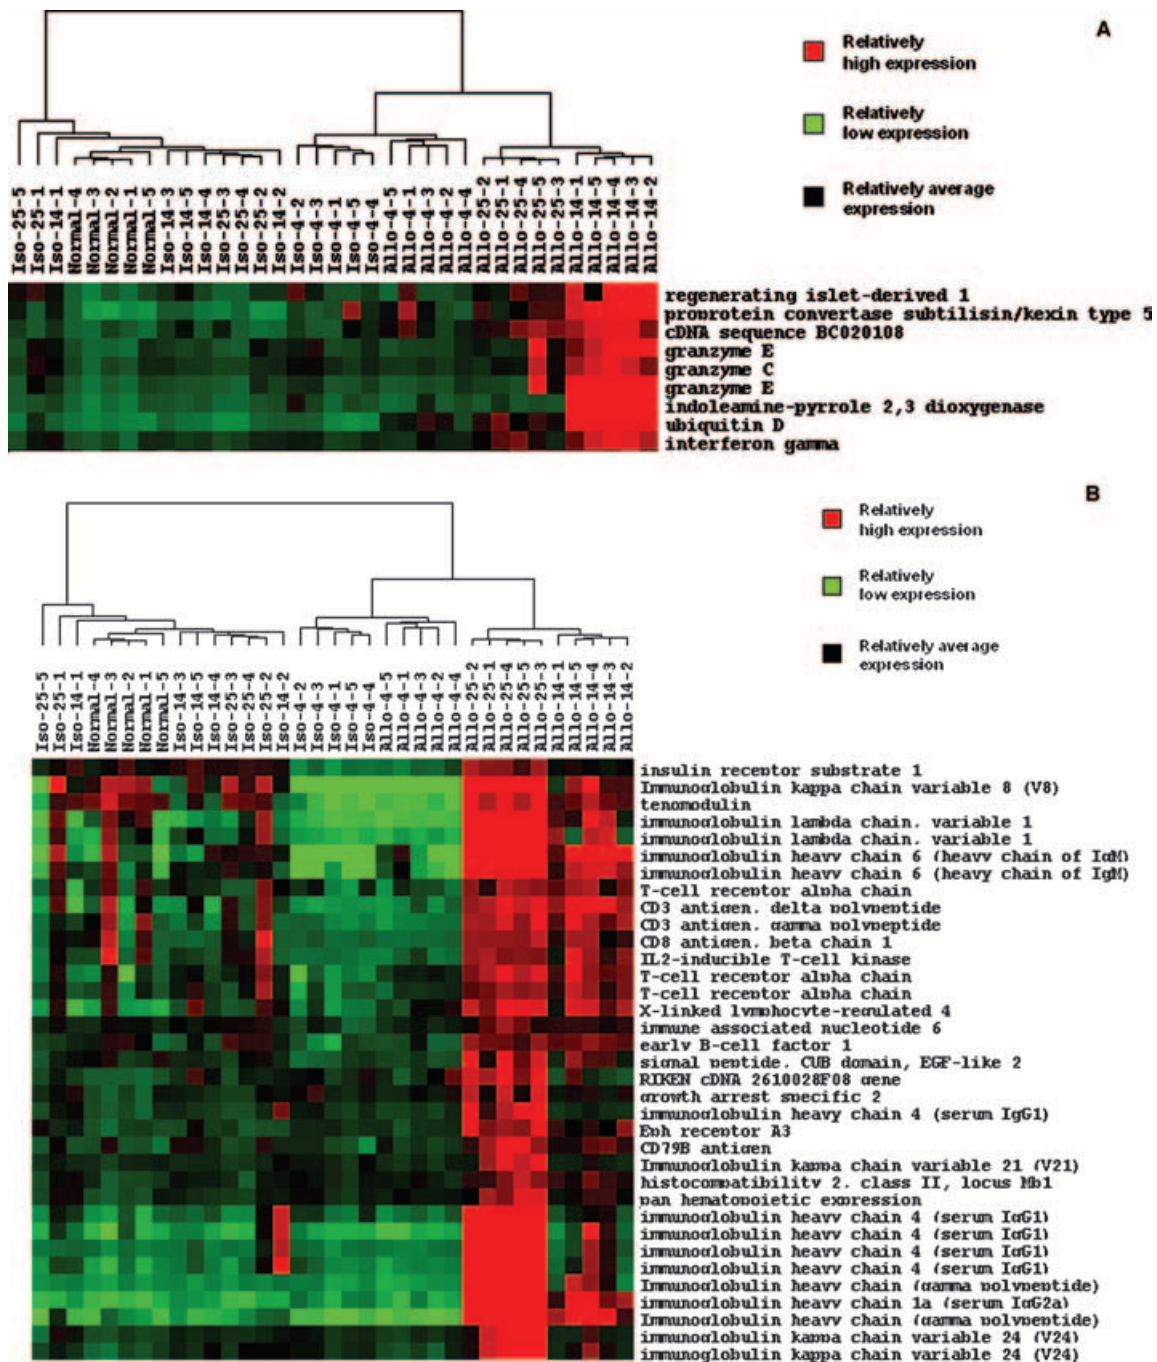 A
Relatively
high expression
Relatively
low expression
Relatively average
expression
Iso-25-5
Iso-25-1
Iso-14-1
Normal-4
Normal-3
Normal-2
Normal-1
Normal-5
Iso-14-3
Iso-14-5
Iso-14-4
Iso-25-3
Iso-25-4
Iso-25-2
Iso-14-2
Iso-4-2
Iso-4-3
Iso-4-1
Iso-4-5
Iso-4-4
Allo-4-5
Allo-4-1
Allo-4-3
Allo-4-2
Allo-4-4
Allo-25-2
Allo-25-1
Allo-25-4
Allo-25-5
Allo-25-3
Allo-14-1
Allo-14-5
Allo-14-4
Allo-14-3
Allo-14-2
regenerating islet-derived 1
proprotein convertase subtilisin/kexin type 5
cDNA sequence BC020108
granzyme E
granzyme C
granzyme E
indoleamine-pyrrole 2,3 dioxygenase
ubiquitin D
interferon gamma
B
Relatively
high expression
Relatively
low expression
Relatively average
expression
Iso-25-5
Iso-25-1
Iso-14-1
Normal-4
Normal-3
Normal-2
Normal-1
Normal-5
Iso-14-3
Iso-14-5
Iso-14-4
Iso-25-3
Iso-25-4
Iso-25-2
Iso-14-2
Iso-4-2
Iso-4-3
Iso-4-1
Iso-4-5
Iso-4-4
Allo-4-5
Allo-4-1
Allo-4-3
Allo-4-2
Allo-4-4
Allo-25-2
Allo-25-1
Allo-25-4
Allo-25-5
Allo-25-3
Allo-14-1
Allo-14-5
Allo-14-4
Allo-14-3
Allo-14-2
insulin receptor substrate 1
Immunoglobulin kappa chain variable 8 (V8)
tenomodulin
immunoglobulin lambda chain, variable 1
immunoglobulin lambda chain, variable 1
immunoglobulin heavy chain 6 (heavy chain of IgM)
immunoglobulin heavy chain 6 (heavy chain of IgM)
T-cell receptor alpha chain
CD3 antigen, delta polypeptide
CD3 antigen, gamma polypeptide
CD8 antigen, beta chain 1
IL2-inducible T-cell kinase
T-cell receptor alpha chain
T-cell receptor alpha chain
X-linked lymphocyte-regulated 4
immune associated nucleotide 6
early B-cell factor 1
signal peptide, CUB domain, EGF-like 2
RIKEN cDNA 2610028F08 gene
growth arrest specific 2
immunoglobulin heavy chain 4 (serum IgG1)
Eph receptor A3
CD79B antigen
Immunoglobulin kappa chain variable 21 (V21)
histocompatibility 2, class II, locus Mb1
pan hematopoietic expression
immunoglobulin heavy chain 4 (serum IgG1)
immunoglobulin heavy chain 4 (serum IgG1)
immunoglobulin heavy chain 4 (serum IgG1)
immunoglobulin heavy chain 4 (serum IgG1)
Immunoglobulin heavy chain (gamma polypeptide)
immunoglobulin heavy chain 1a (serum IgG2a)
Immunoglobulin heavy chain (gamma polypeptide)
immunoglobulin kappa chain variable 24 (V24)
immunoglobulin kappa chain variable 24 (V24)